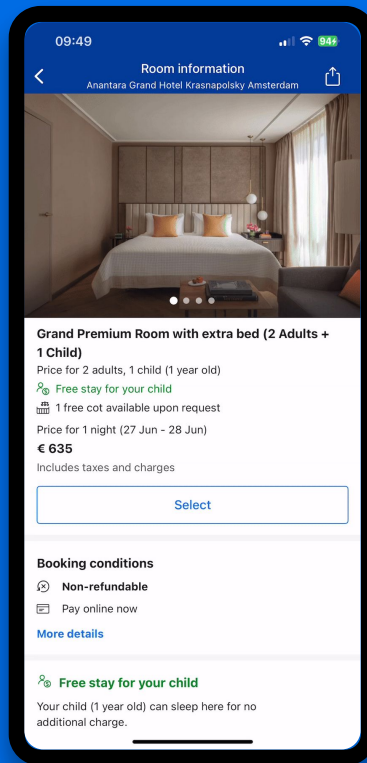 09:49
94
Room information
Anantara Grand Hotel Krasnapolsky Amsterdam
Grand Premium Room with extra bed (2 Adults +
1 Child)
Price for 2 adults, 1 child (1 year old)
Free stay for your child
1 free cot available upon request
Price for 1 night (27 Jun - 28 Jun)
€ 635
Includes taxes and charges
Select
Booking conditions
Non-refundable
Pay online now
More details
Free stay for your child
Your child (1 year old) can sleep here for no
additional charge.